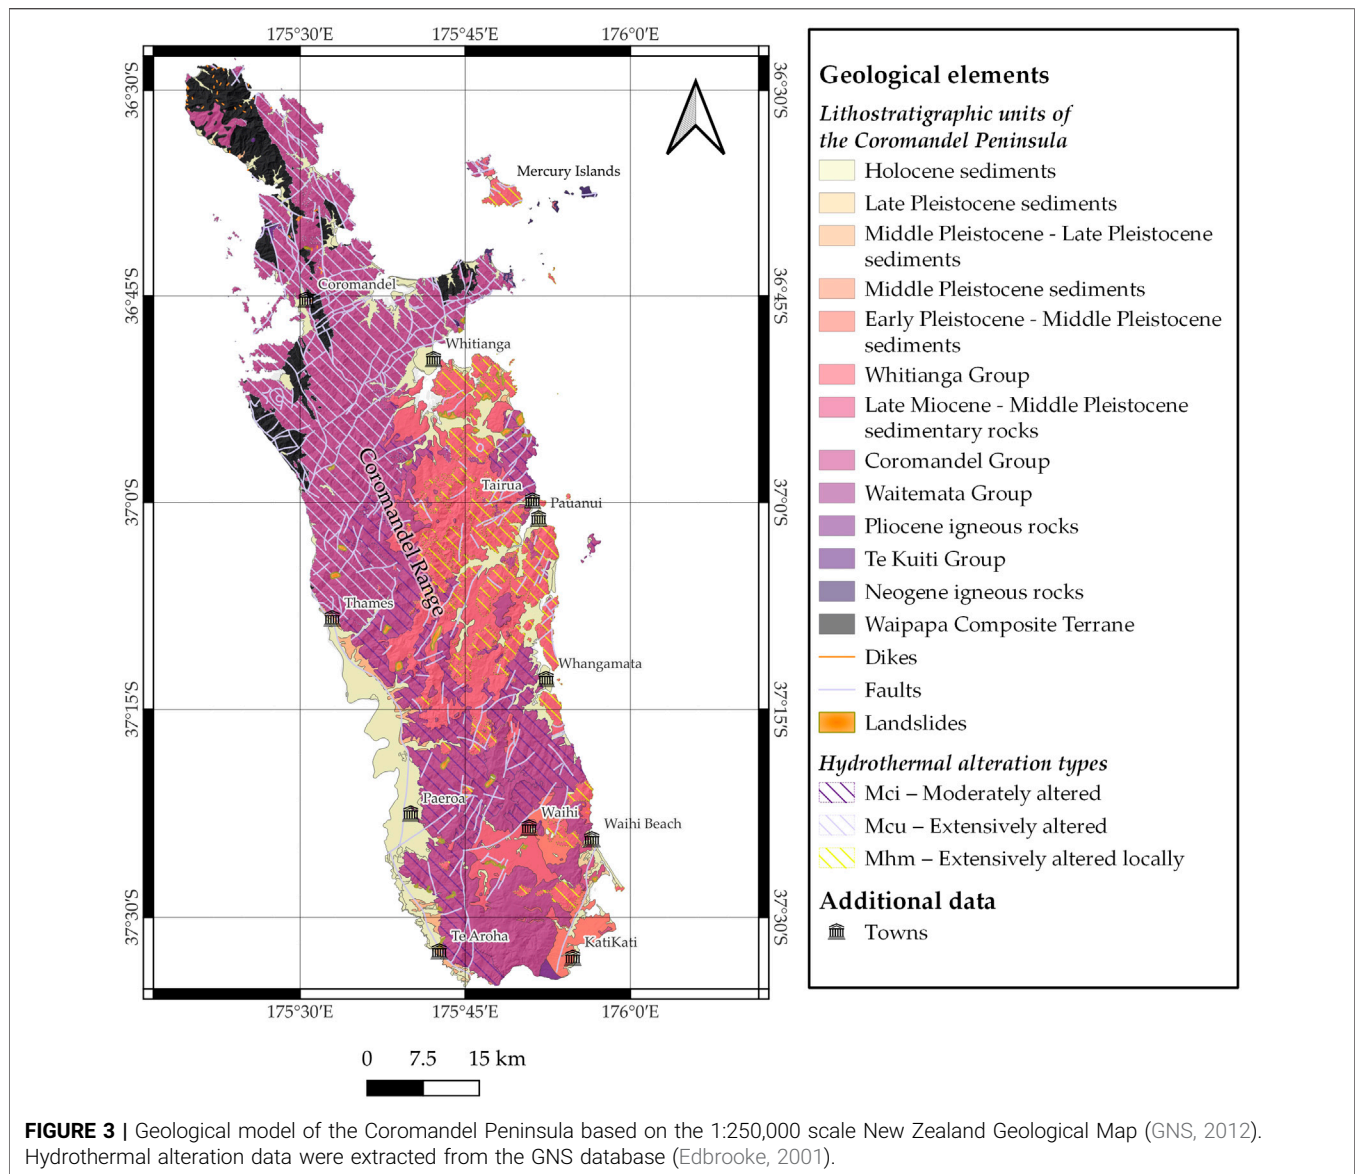 175°30′E
175°45′E
176°0′E
36°30′S
36°30′S
Mercury Islands
Coromandel
36°45′S
36°45′S
Whitianga
Coromandel Range
Tairua
Pauanui
37°0′S
37°0′S
Thames
Whangamata
37°15′S
37°15′S
Paeroa
Waihi
Waihi Beach
37°30′S
37°30′S
Te Aroha
KatiKati
175°30′E
175°45′E
176°0′E
0 7.5 15 km
Geological elements
Lithostratigraphic units of
the Coromandel Peninsula
Holocene sediments
Late Pleistocene sediments
Middle Pleistocene - Late Pleistocene
sediments
Middle Pleistocene sediments
Early Pleistocene - Middle Pleistocene
sediments
Whitianga Group
Late Miocene - Middle Pleistocene
sedimentary rocks
Coromandel Group
Waitemata Group
Pliocene igneous rocks
Te Kuiti Group
Neogene igneous rocks
Waipapa Composite Terrane
Dikes
Faults
Landslides
Hydrothermal alteration types
Mci – Moderately altered
Mcu – Extensively altered
Mhm – Extensively altered locally
Additional data
Towns
FIGURE 3 | Geological model of the Coromandel Peninsula based on the 1:250,000 scale New Zealand Geological Map (GNS, 2012).
Hydrothermal alteration data were extracted from the GNS database (Edbrooke, 2001).